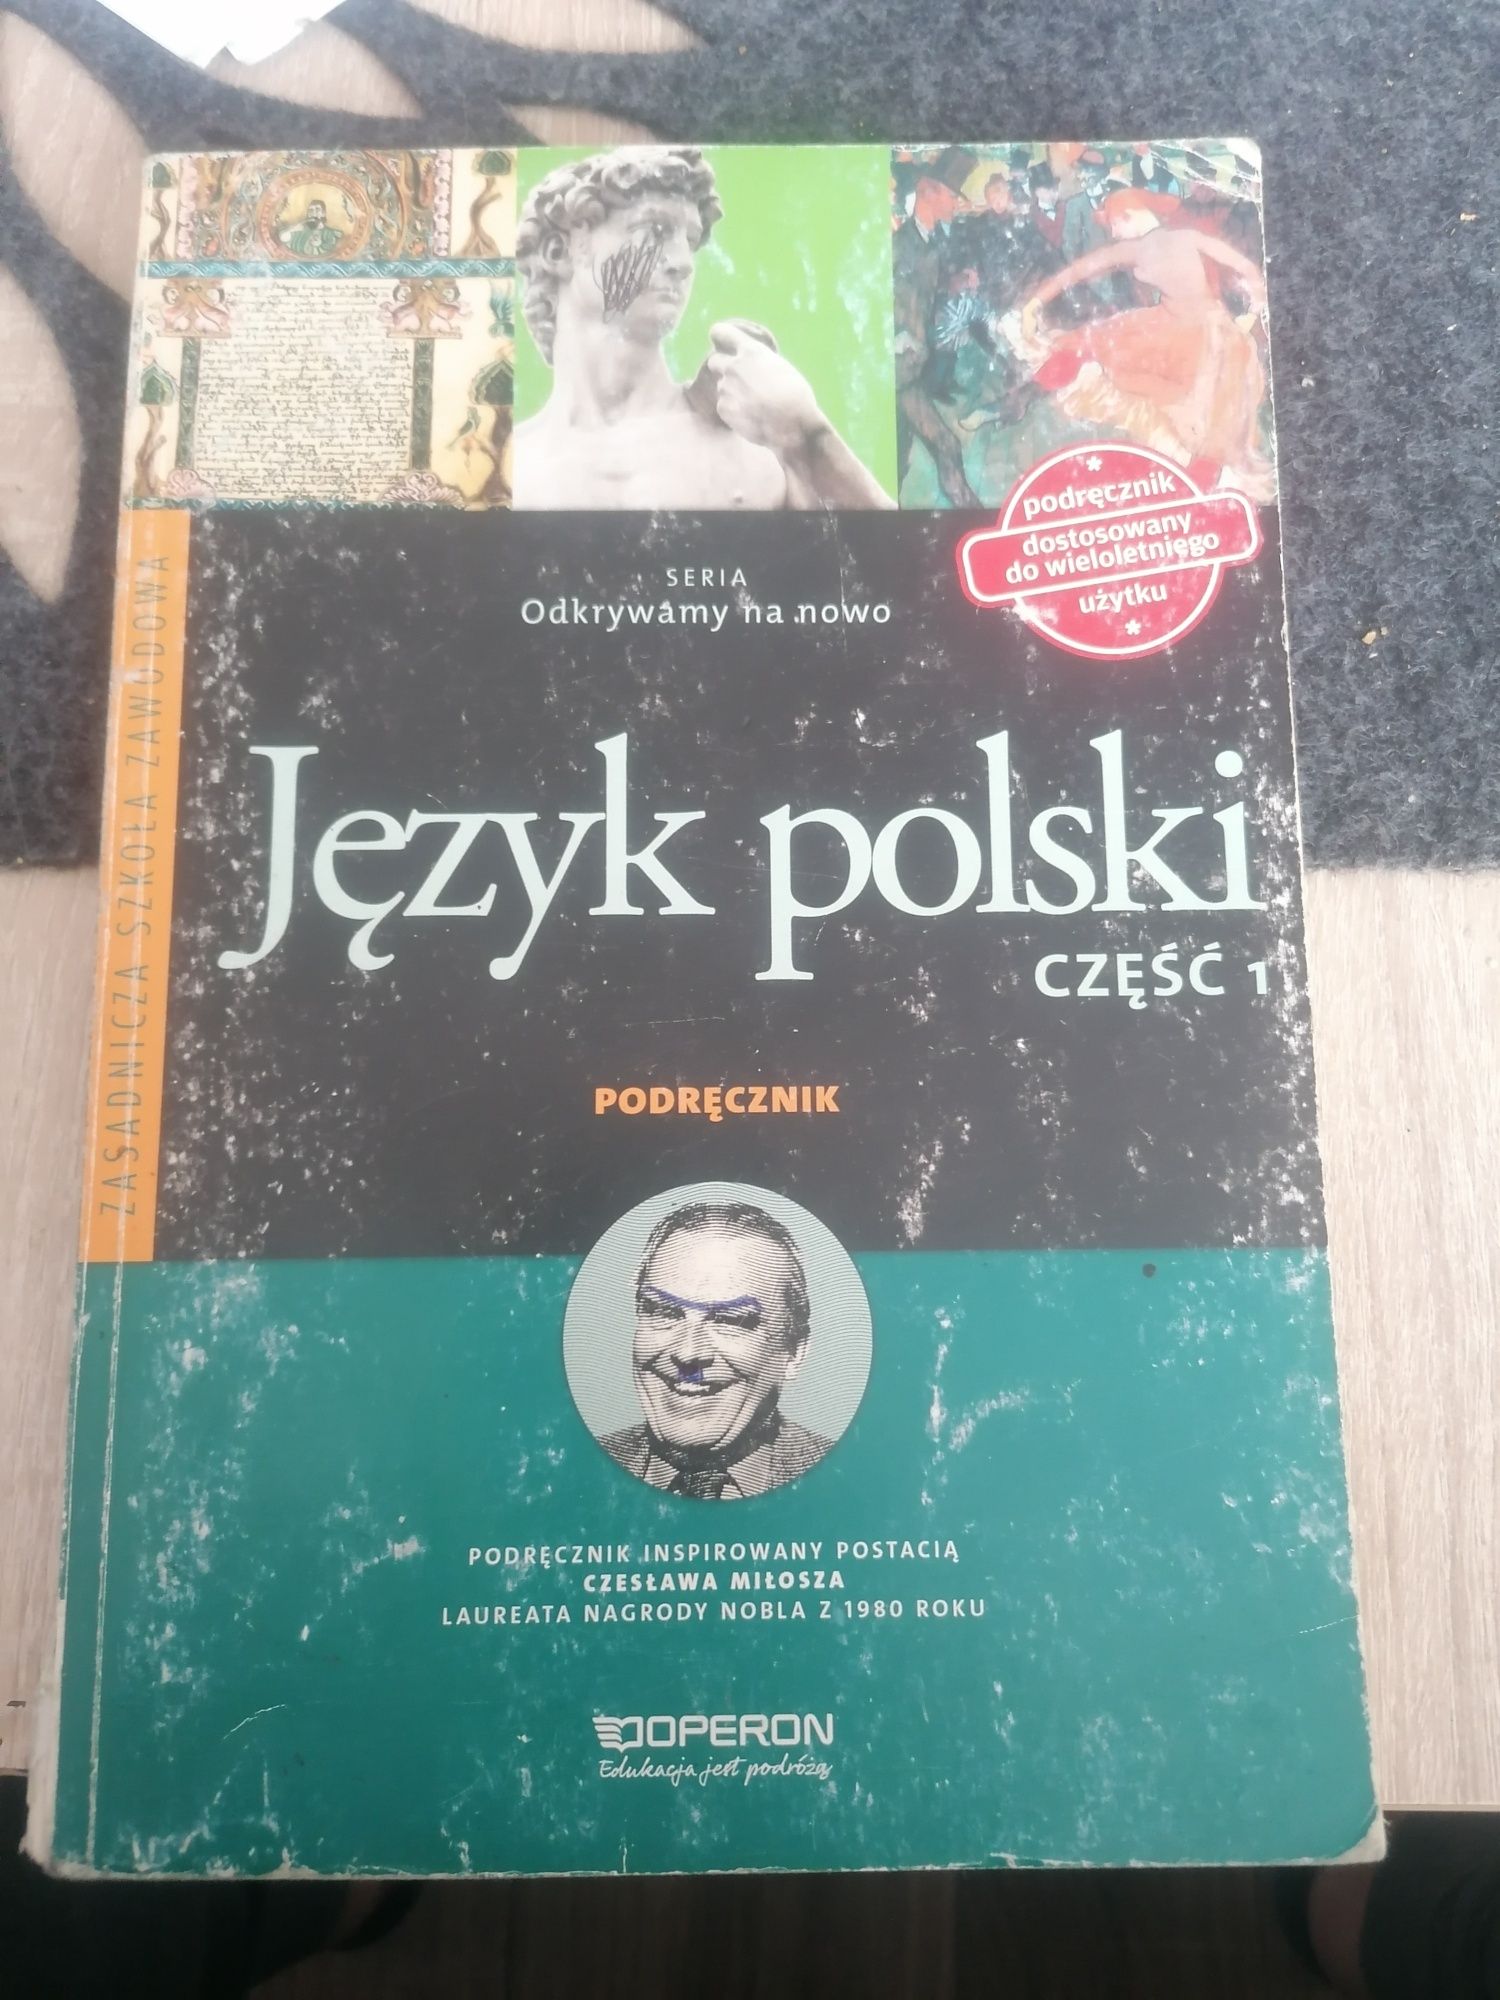 podręcznik
dostosowany
do wieloletniego
użytku
SERIA
Odkrywamy na nowo
ZASADNICZA SZKOŁA ZAWODOWA
Język polski
CZĘŚĆ 1
PODRĘCZNIK
PODRĘCZNIK INSPIROWANY POSTACIĄ
CZESŁAWA MIŁOSZA
LAUREATA NAGRODY NOBLA Z 1980 ROKU
OPERON
Edukacja jest podróżą